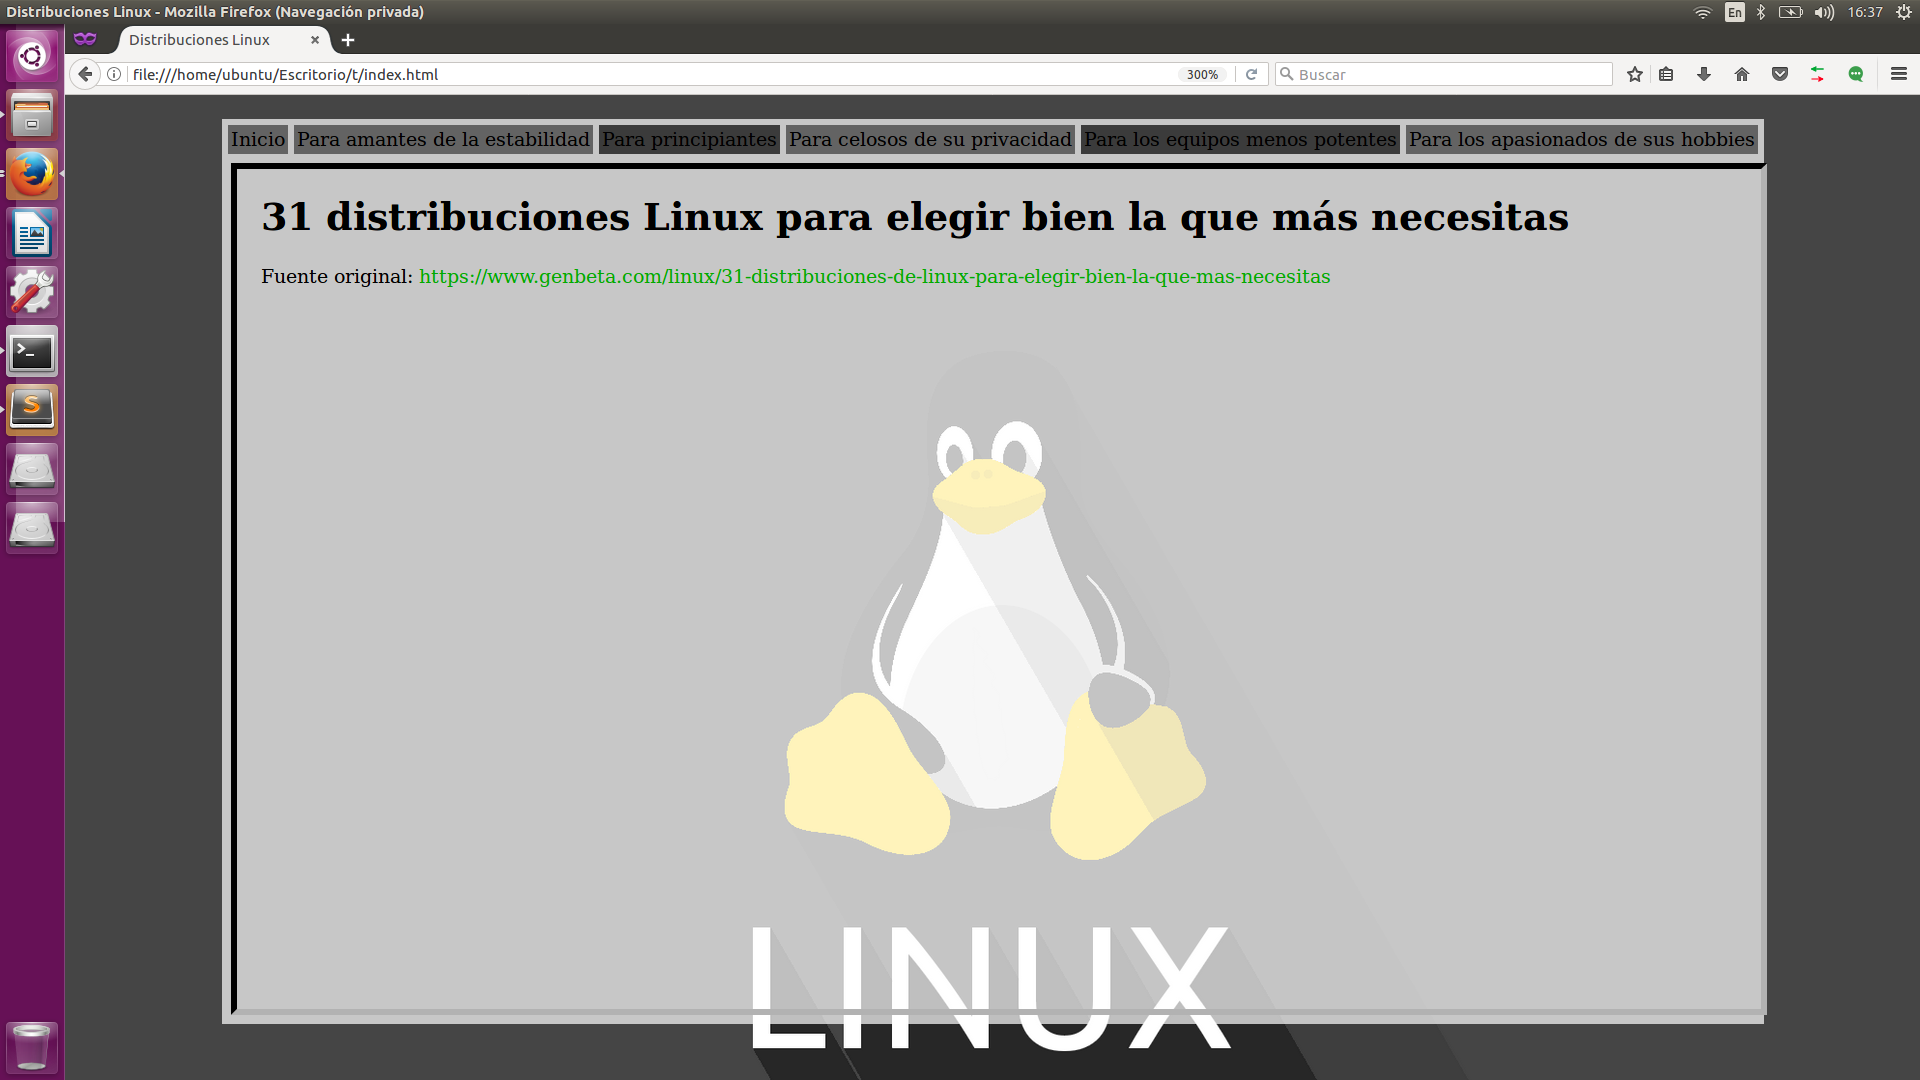 Distribuciones Linux - Mozilla Firefox (Navegación privada)
En
16:37
Distribuciones Linux
file:///home/ubuntu/Escritorio/t/index.html
300%
Buscar
Inicio
Para amantes de la estabilidad
Para principiantes
Para celosos de su privacidad
Para los equipos menos potentes
Para los apasionados de sus hobbies
31 distribuciones Linux para elegir bien la que más necesitas
Fuente original: https://www.genbeta.com/linux/31-distribuciones-de-linux-para-elegir-bien-la-que-mas-necesitas
LINUX